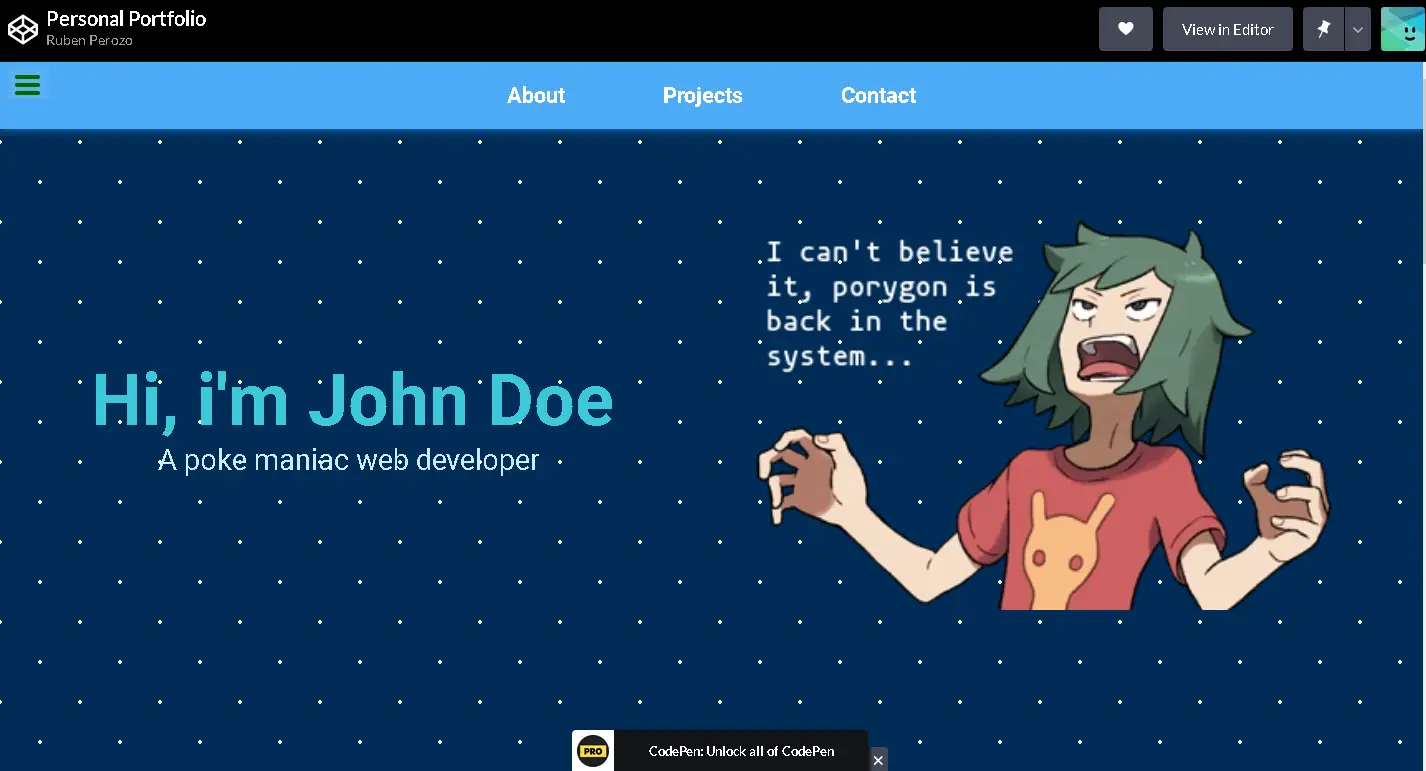 Personal Portfolio
Ruben Perozo
View in Editor
About Projects Contact
I can't believe
it, porygon is
back in the
system...
Hi, i'm John Doe
A poke maniac web developer
PRO CodePen: Unlock all of CodePen